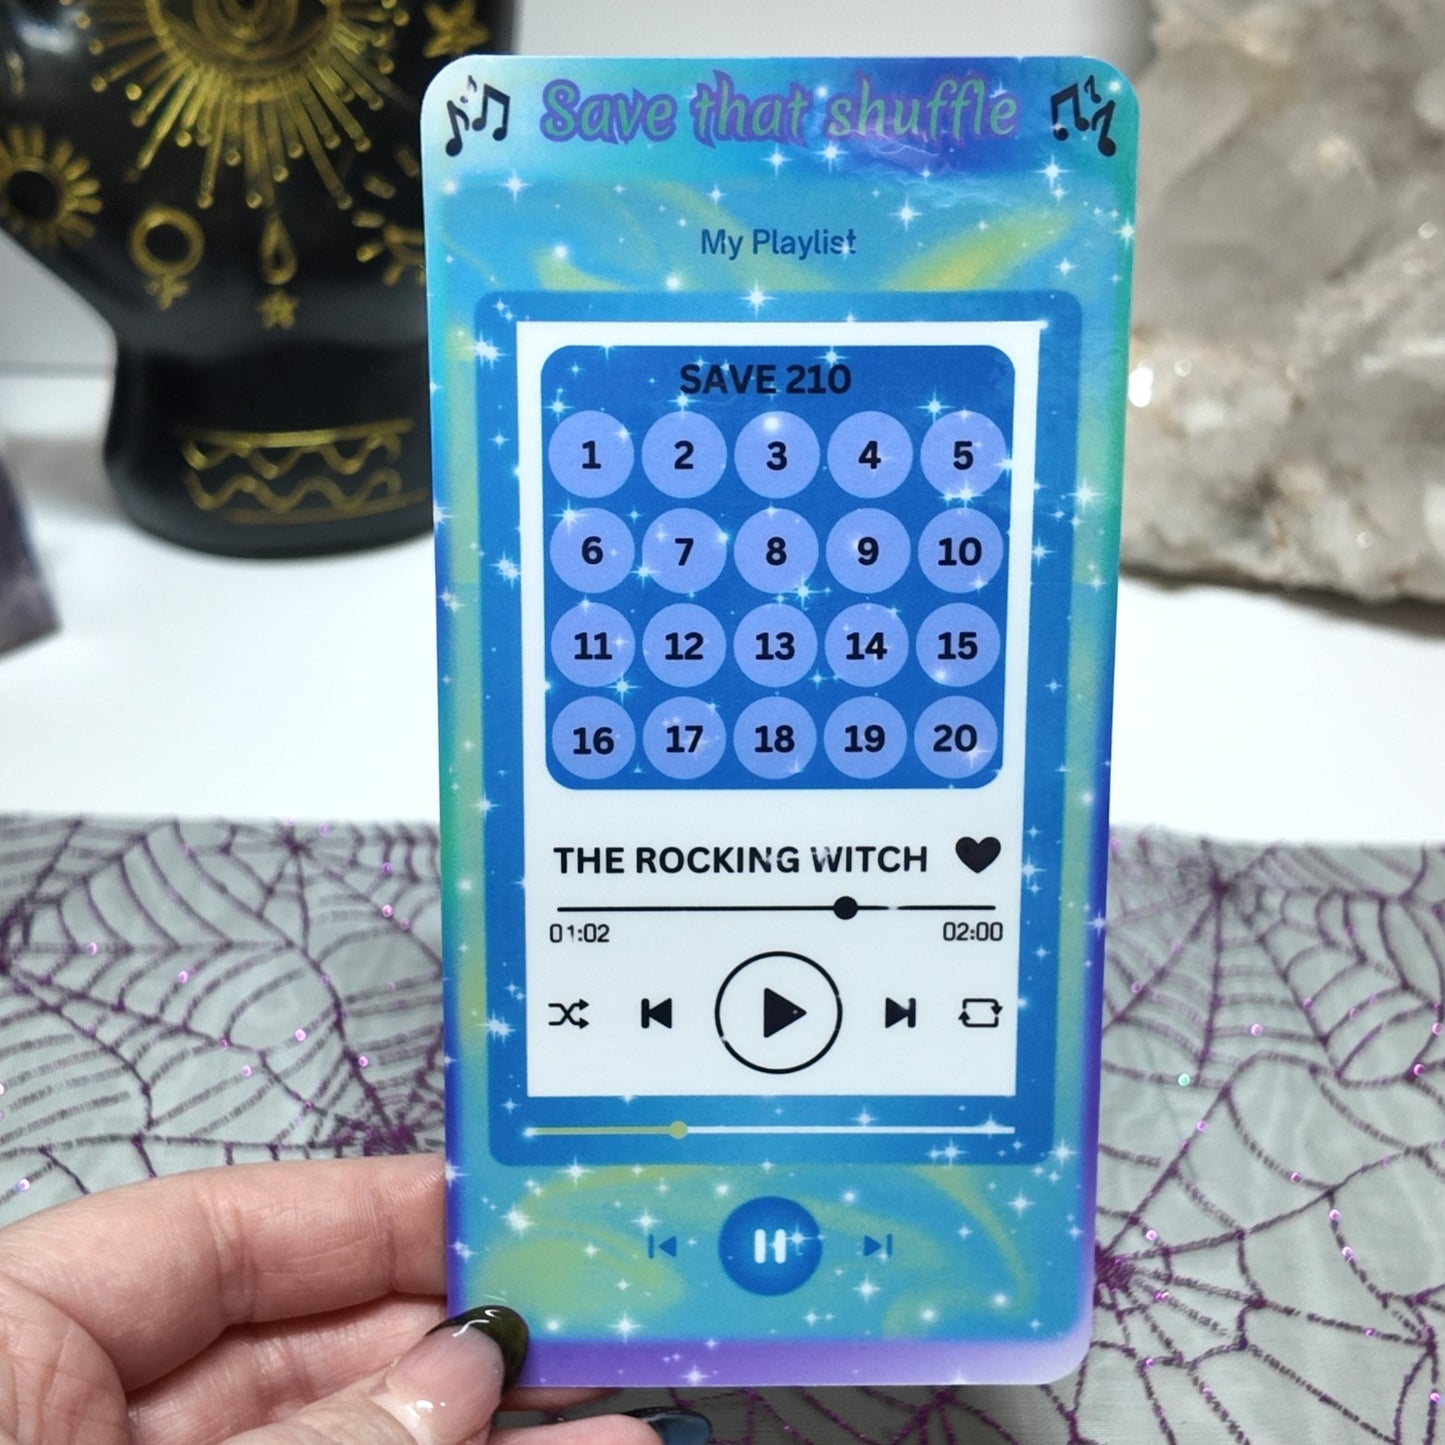 Save that shuffle
My Playlist
SAVE 210
1 2 3 4 5
6 7 8 9 10
11 12 13 14 15
16 17 18 19 20
THE ROCKING WITCH
01:02 02:00